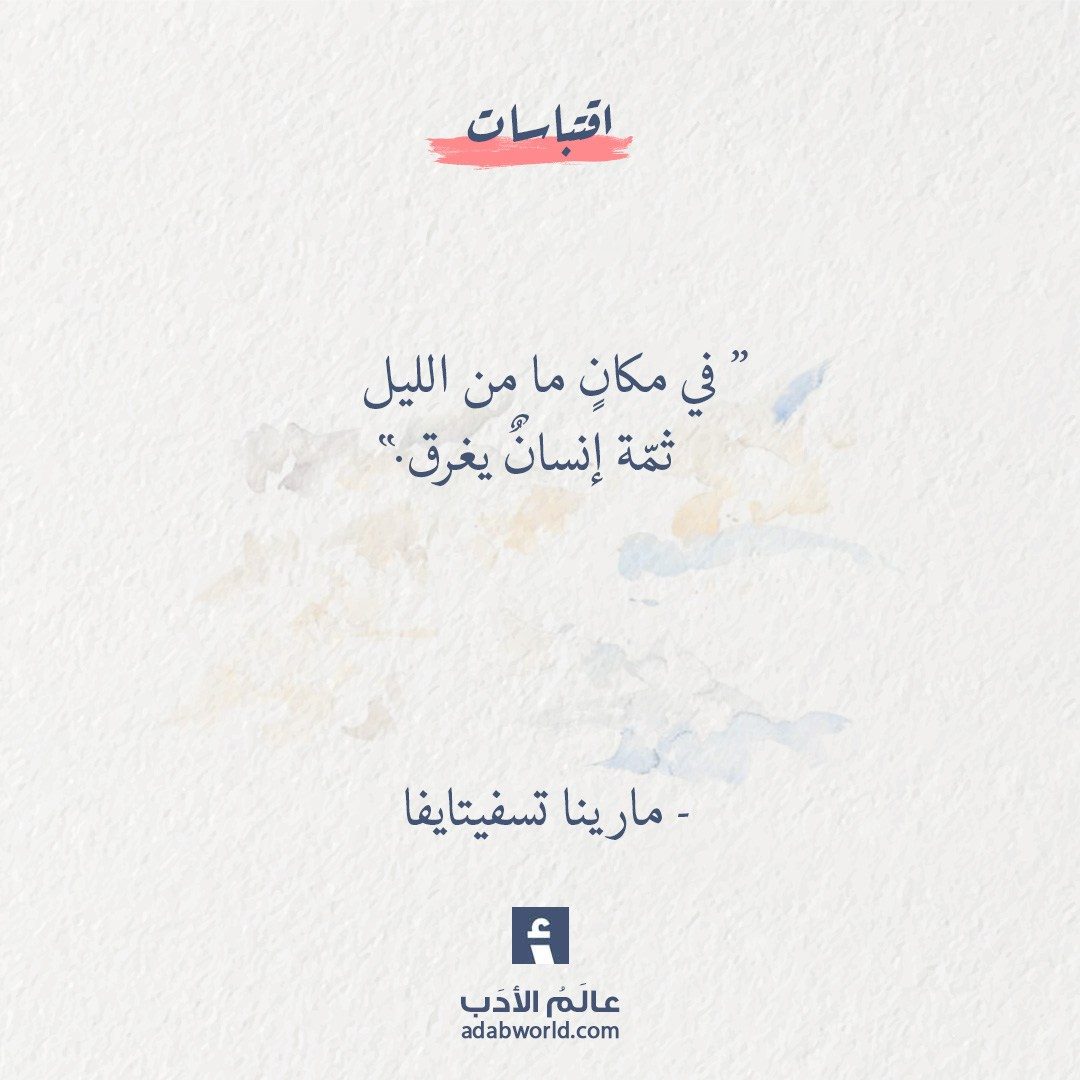 اقتباسات
” في مكانٍ ما من الليل
ثمّة إنسانٌ يغرق.“
- مارينا تسفيتايفا
أ
عالَمُ الأدَب
adabworld.com